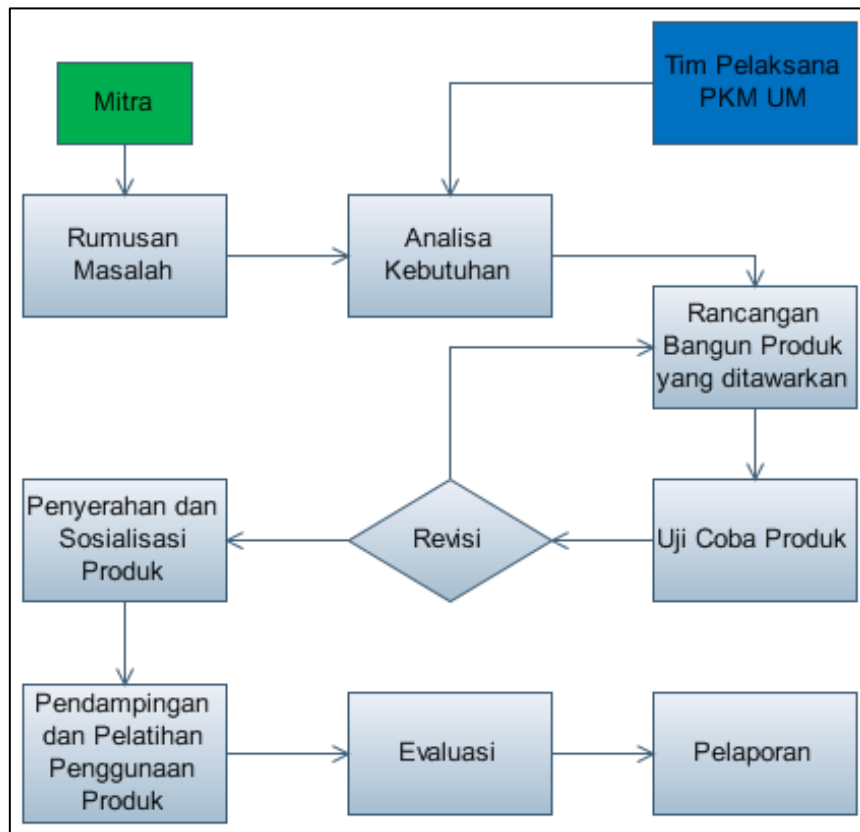 Mitra
Tim Pelaksana
PKM UM
Rumusan
Masalah
Analisa
Kebutuhan
Rancangan
Bangun Produk
yang ditawarkan
Penyerahan dan
Sosialisasi
Produk
Revisi
Uji Coba Produk
Pendampingan
dan Pelatihan
Penggunaan
Produk
Evaluasi
Pelaporan